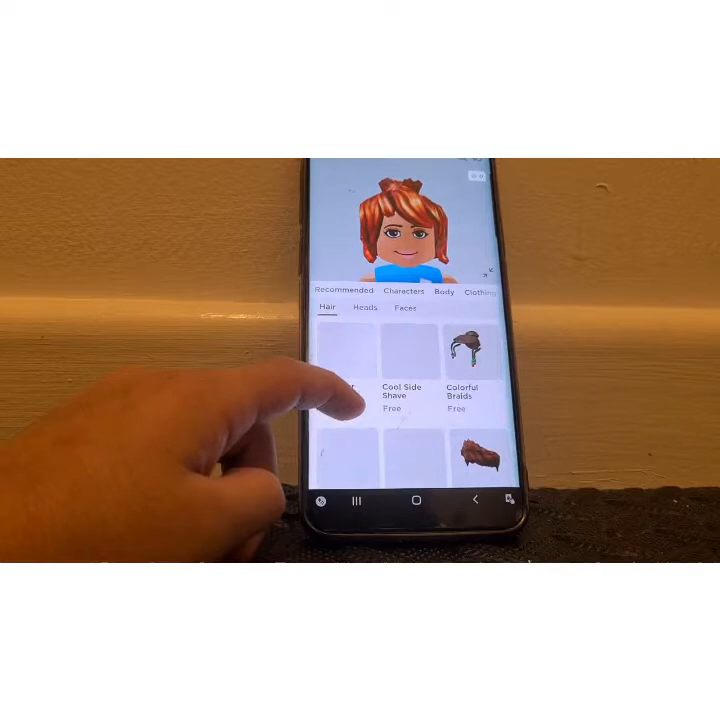 Recommended Characters Body Clothing
Hair Heads Faces
Cool Side Shave
Free
Colorful Braids
Free